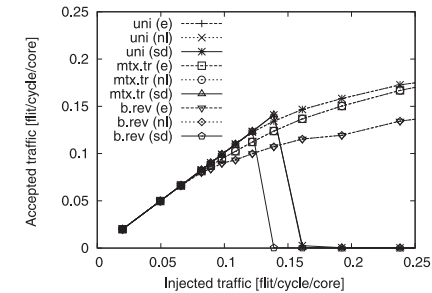 0.25
0.2
0.15
0.1
0.05
0
0 0.05 0.1 0.15 0.2 0.25
Accepted traffic [flit/cycle/core]
Injected traffic [flit/cycle/core]
uni (e)
uni (nl)
uni (sd)
mtx.tr (e)
mtx.tr (nl)
mtx.tr (sd)
b.rev (e)
b.rev (nl)
b.rev (sd)